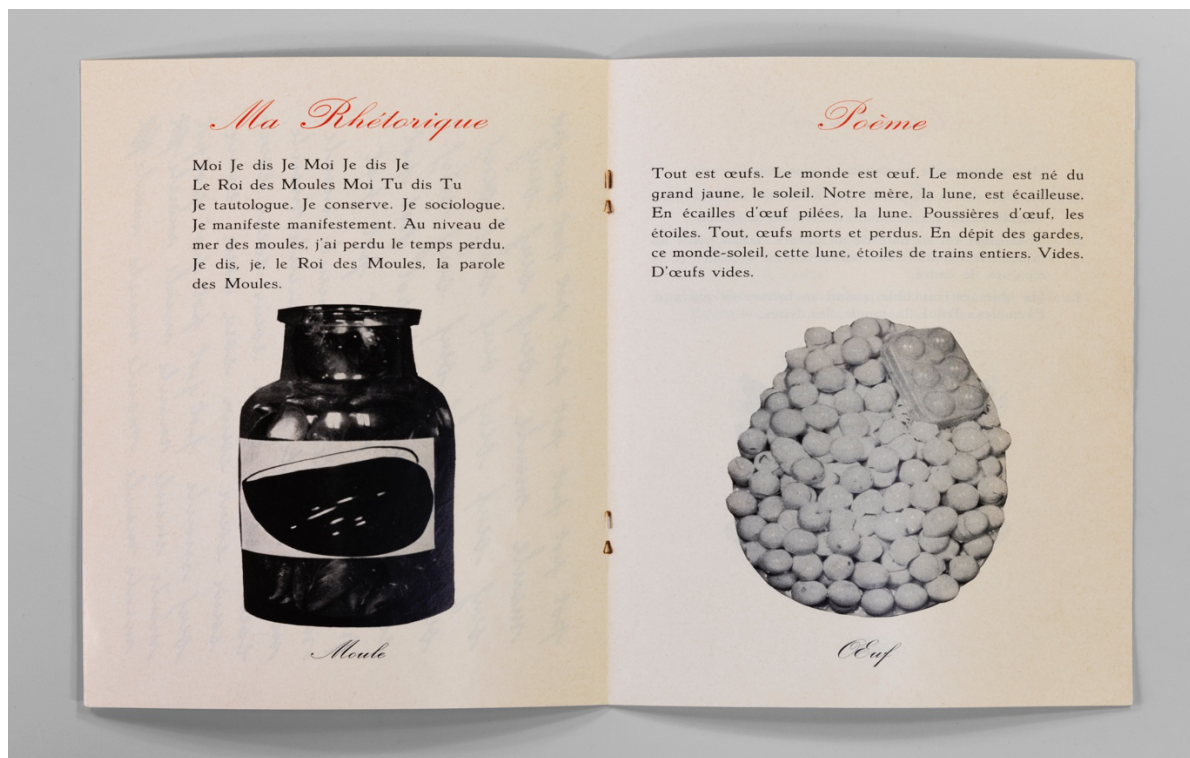 Ma Rhétorique
Moi Je dis Je Moi Je dis Je
Le Roi des Moules Moi Tu dis Tu
Je tautologue. Je conserve. Je sociologue.
Je manifeste manifestement. Au niveau de
mer des moules, j'ai perdu le temps perdu.
Je dis, je, le Roi des Moules, la parole
des Moules.
Moule
Poème
Tout est œufs. Le monde est œuf. Le monde est né du
grand jaune, le soleil. Notre mère, la lune, est écailleuse.
En écailles d'œuf pilées, la lune. Poussières d'œuf, les
étoiles. Tout, œufs morts et perdus. En dépit des gardes,
ce monde-soleil, cette lune, étoiles de trains entiers. Vides.
D'œufs vides.
Œuf